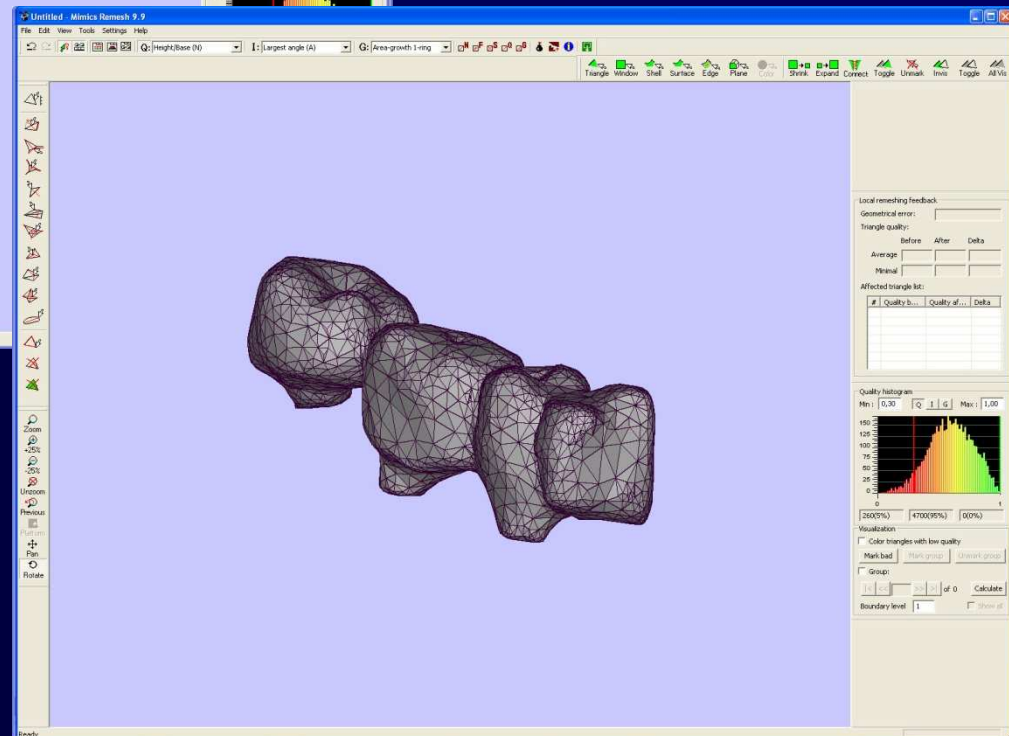 Untitled - Mimics Remesh 9.9
File Edit View Tools Settings Help
Q: Height/Base (N) I: Largest angle (A) G: Area-growth 1-ring
Triangle Window Shell Surface Edge Plane Color Shrink Expand Connect Toggle Unmark Invis Toggle All Vis
Zoom
+25%
-25%
Unzoom
Previous
Platform
Pan
Rotate
Local remeshing feedback
Geometrical error:
Triangle quality:
Before After Delta
Average
Minimal
Affected triangle list:
# Quality b... Quality af... Delta
Quality histogram
Min : 0,30 Q I G Max : 1,00
150
125
100
75
50
25
0
0 1
260(5%) 4700(95%) 0(0%)
Visualization
Color triangles with low quality
Mark bad Mark group Unmark group
Group:
|< << >> >| of 0 Calculate
Boundary level 1 Show all
Ready